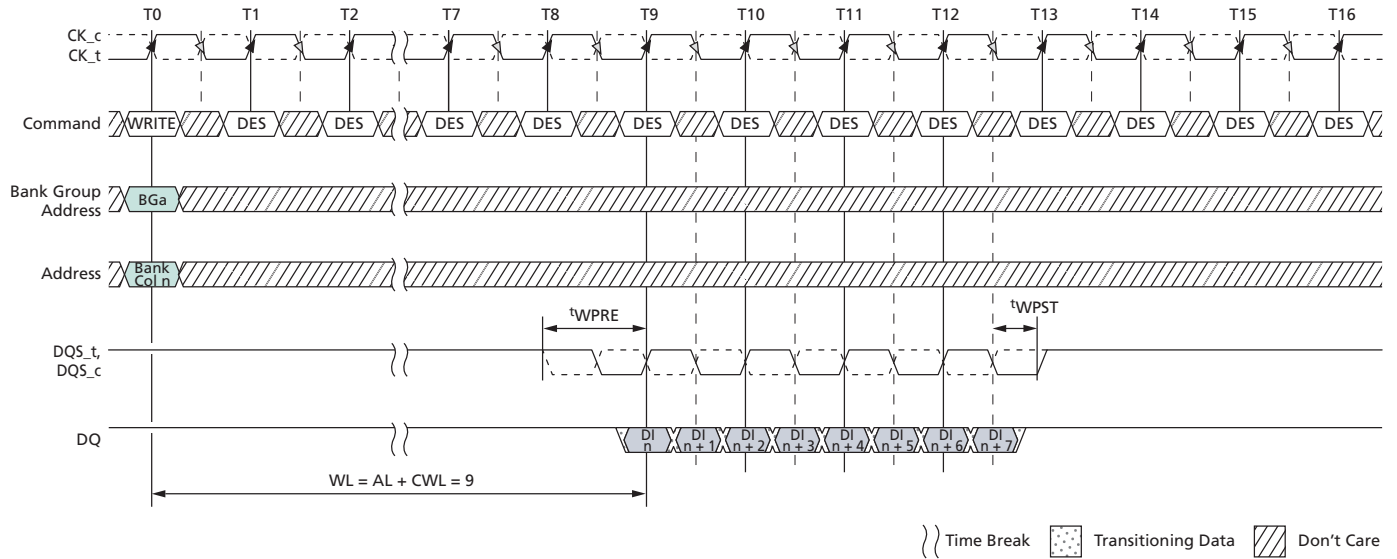 T0 T1 T2 T7 T8 T9 T10 T11 T12 T13 T14 T15 T16
CK_c
CK_t
Command WRITE DES DES DES DES DES DES DES DES DES DES DES DES
Bank Group
Address
BGa
Address
Bank
Col n
tWPRE
tWPST
DQS_t,
DQS_c
DQ
DI
n
DI
n + 1
DI
n + 2
DI
n + 3
DI
n + 4
DI
n + 5
DI
n + 6
DI
n + 7
WL = AL + CWL = 9
Time Break Transitioning Data Don't Care